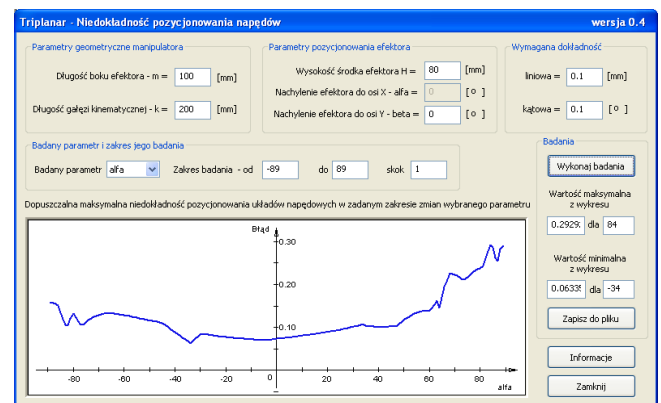 Triplanar - Niedokładność pozycjonowania napędów wersja 0.4
Parametry geometryczne manipulatora
Długość boku efektora - m = 100 [mm]
Długość gałęzi kinematycznej - k = 200 [mm]
Parametry pozycjonowania efektora
Wysokość środka efektora H = 80 [mm]
Nachylenie efektora do osi X - alfa = 0 [ o ]
Nachylenie efektora do osi Y - beta = 0 [ o ]
Wymagana dokładność
liniowa = 0.1 [mm]
kątowa = 0.1 [ o ]
Badany parametr i zakres jego badania
Badany parametr alfa Zakres badania - od -89 do 89 skok 1
Badania
Wykonaj badania
Wartość maksymalna
z wykresu
0.2929 dla 84
Wartość minimalna
z wykresu
0.0633 dla -34
Zapisz do pliku
Informacje
Zamknij
Dopuszczalna maksymalna niedokładność pozycjonowania układów napędowych w zadanym zakresie zmian wybranego parametru
Błąd
0.30
0.20
0.10
-80 -60 -40 -20 0 20 40 60 80
alfa